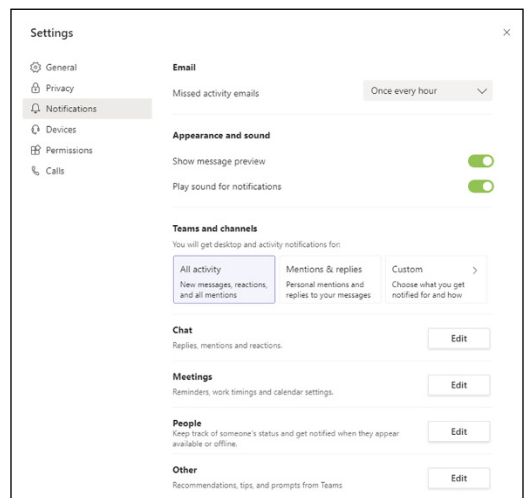 Settings
General
Privacy
Notifications
Devices
Permissions
Calls
Email
Missed activity emails
Once every hour
Appearance and sound
Show message preview
Play sound for notifications
Teams and channels
You will get desktop and activity notifications for:
All activity
New messages, reactions,
and all mentions
Mentions & replies
Personal mentions and
replies to your messages
Custom
Choose what you get
notified for and how
Chat
Replies, mentions and reactions.
Edit
Meetings
Reminders, work timings and calendar settings.
Edit
People
Keep track of someone's status and get notified when they appear
available or offline.
Edit
Other
Recommendations, tips, and prompts from Teams
Edit